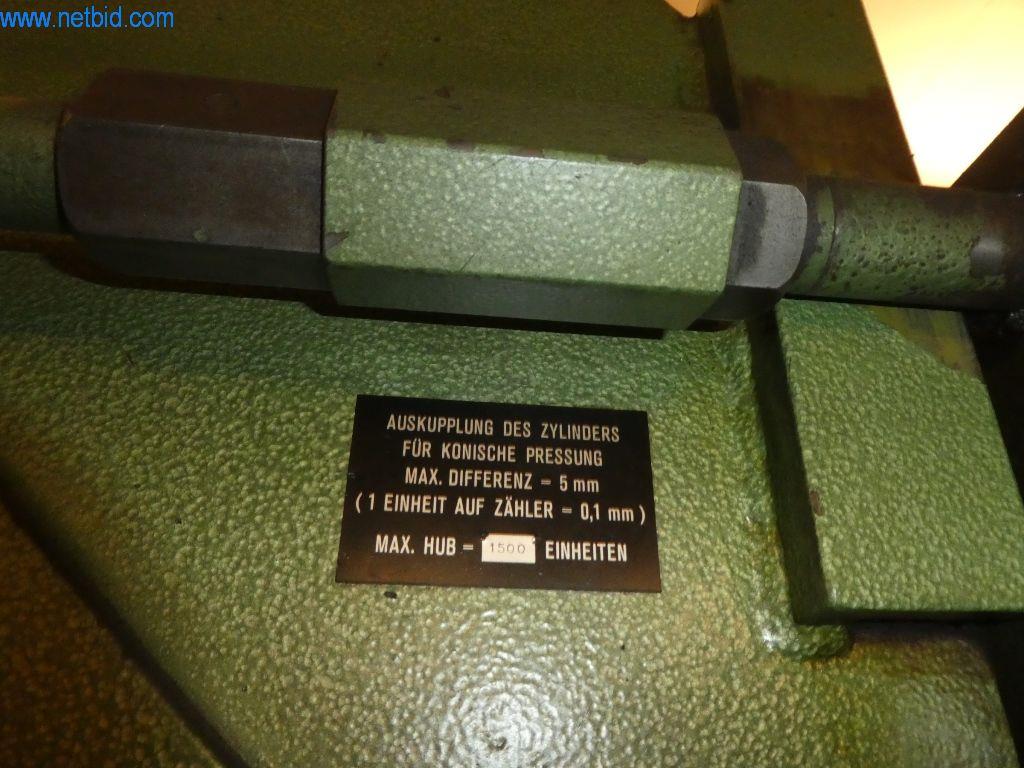 www.netbid.com
AUSKUPPLUNG DES ZYLINDERS
FÜR KONISCHE PRESSUNG
MAX. DIFFERENZ = 5 mm
( 1 EINHEIT AUF ZÄHLER = 0,1 mm )
MAX. HUB = 1500 EINHEITEN